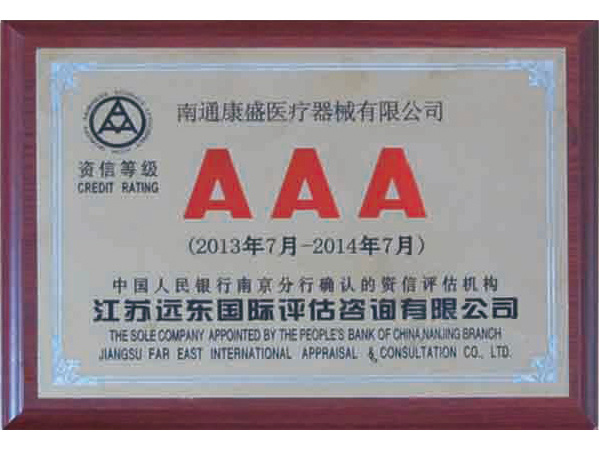 南通康盛医疗器械有限公司
资信等级
CREDIT RATING
AAA
(2013年7月-2014年7月)
中国人民银行南京分行确认的资信评估机构
江苏远东国际评估咨询有限公司
THE SOLE COMPANY APPOINTED BY THE PEOPLE'S BANK OF CHINA,NANJING BRANCH
JIANGSU FAR EAST INTERNATIONAL APPRAISAL & CONSULTATION CO., LTD.